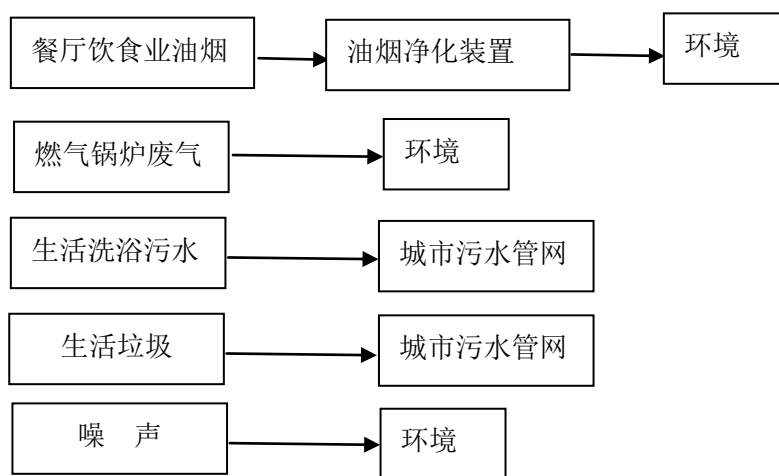 餐厅饮食业油烟 油烟净化装置 环境
燃气锅炉废气 环境
生活洗浴污水 城市污水管网
生活垃圾 城市污水管网
噪 声 环境